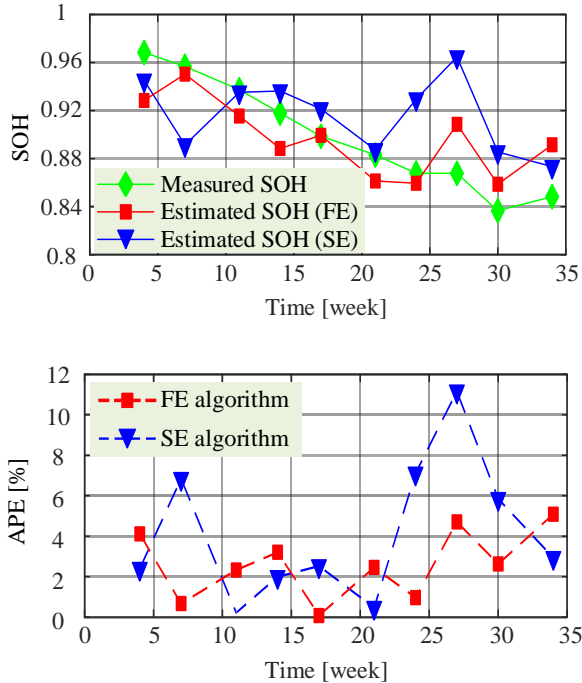 1
0.96
0.92
0.88
0.84
0.8
SOH
Measured SOH
Estimated SOH (FE)
Estimated SOH (SE)
0 5 10 15 20 25 30 35
Time [week]
12
10
8
6
4
2
0
APE [%]
FE algorithm
SE algorithm
0 5 10 15 20 25 30 35
Time [week]